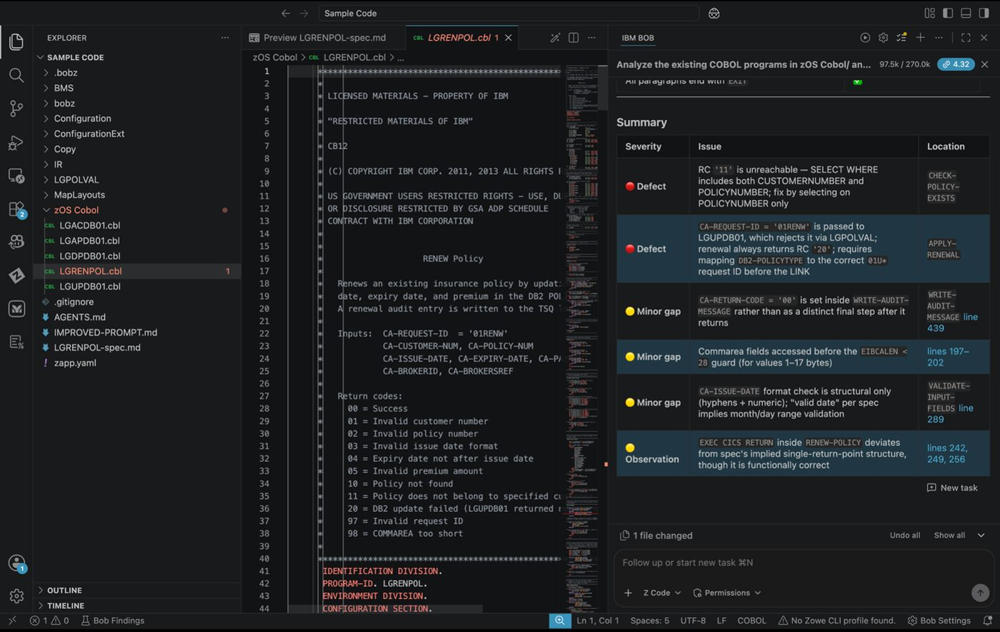 Sample Code
EXPLORER
SAMPLE CODE
.bobz
BMS
bobz
Configuration
ConfigurationExt
Copy
IR
LGPOLVAL
MapLayouts
zOS Cobol
CBL LGACDB01.cbl
CBL LGAPDB01.cbl
CBL LGDPDB01.cbl
CBL LGRENPOL.cbl 1
CBL LGUPDB01.cbl
.gitignore
AGENTS.md
IMPROVED-PROMPT.md
LGRENPOL-spec.md
! zapp.yaml
OUTLINE
TIMELINE
2
1
Preview LGRENPOL-spec.md
CBL LGRENPOL.cbl 1
zOS Cobol > CBL LGRENPOL.cbl > ...
1 ************************************************
2 *
3 * LICENSED MATERIALS – PROPERTY OF IBM
4 *
5 * "RESTRICTED MATERIALS OF IBM"
6 *
7 * CB12
8 *
9 * (C) COPYRIGHT IBM CORP. 2011, 2013 ALL RIGHTS
10 *
11 * US GOVERNMENT USERS RESTRICTED RIGHTS – USE,
12 * OR DISCLOSURE RESTRICTED BY GSA ADP SCHEDULE
13 * CONTRACT WITH IBM CORPORATION
14 *
15 *
16 * RENEW Policy
17 *
18 * Renews an existing insurance policy by updati
19 * date, expiry date, and premium in the DB2 POL
20 * A renewal audit entry is written to the TSQ
21 *
22 * Inputs: CA-REQUEST-ID = '01RENW'
23 * CA-CUSTOMER-NUM, CA-POLICY-NUM
24 * CA-ISSUE-DATE, CA-EXPIRY-DATE, CA-PA
25 * CA-BROKERID, CA-BROKERSREF
26 *
27 * Return codes:
28 * 00 = Success
29 * 01 = Invalid customer number
30 * 02 = Invalid policy number
31 * 03 = Invalid issue date format
32 * 04 = Expiry date not after issue date
33 * 05 = Invalid premium amount
34 * 10 = Policy not found
35 * 11 = Policy does not belong to specified cu
36 * 20 = DB2 update failed (LGUPDB01 returned
37 * 97 = Invalid request ID
38 * 98 = COMMAREA too short
39 *
40 ************************************************
41 IDENTIFICATION DIVISION.
42 PROGRAM-ID. LGRENPOL.
43 ENVIRONMENT DIVISION.
44 CONFIGURATION SECTION.
IBM BOB
Analyze the existing COBOL programs in zOS Cobol/ an... 97.5k / 270.0k 4.32
All paragraphs end with EXIT
Summary
Severity Issue Location
Defect
RC '11' is unreachable — SELECT WHERE
includes both CUSTOMERNUMBER and
POLICYNUMBER; fix by selecting on
POLICYNUMBER only
CHECK-
POLICY-
EXISTS
Defect
CA-REQUEST-ID = '01RENW' is passed to
LGUPDB01, which rejects it via LGPOLVAL;
renewal always returns RC '20'; requires
mapping DB2-POLICYTYPE to the correct 01U*
request ID before the LINK
APPLY-
RENEWAL
Minor gap
CA-RETURN-CODE = '00' is set inside WRITE-AUDIT-
MESSAGE rather than as a distinct final step after it
returns
WRITE-
AUDIT-
MESSAGE line
439
Minor gap
Commarea fields accessed before the EIBCALEN <
28 guard (for values 1–17 bytes)
lines 197–
202
Minor gap
CA-ISSUE-DATE format check is structural only
(hyphens + numeric); "valid date" per spec
implies month/day range validation
VALIDATE-
INPUT-
FIELDS line
289
Observation
EXEC CICS RETURN inside RENEW-POLICY deviates
from spec's implied single-return-point structure,
though it is functionally correct
lines 242,
249, 256
New task
1 file changed
Undo all Show all
Follow up or start new task ⌘N
Z Code Permissions
1 0 Bob Findings
Ln 1, Col 1 Spaces: 5 UTF-8 LF COBOL No Zowe CLI profile found. Bob Settings